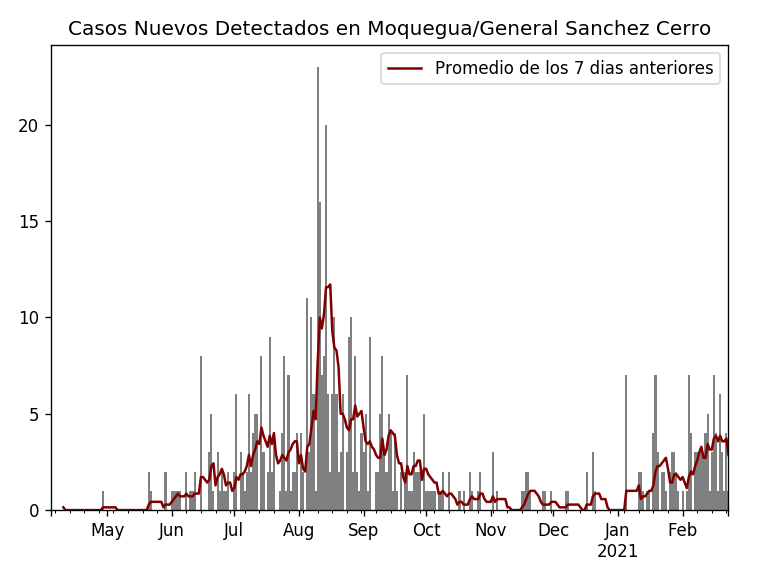 Casos Nuevos Detectados en Moquegua/General Sanchez Cerro
Promedio de los 7 dias anteriores
20
15
10
5
0
May Jun Jul Aug Sep Oct Nov Dec Jan Feb
2021